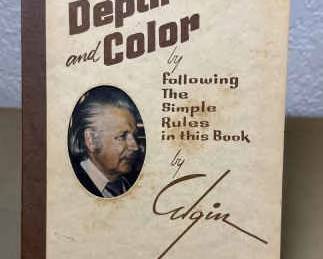 Depth
and Color
by
following
The
Simple
Rules
in this Book
by
Elgin